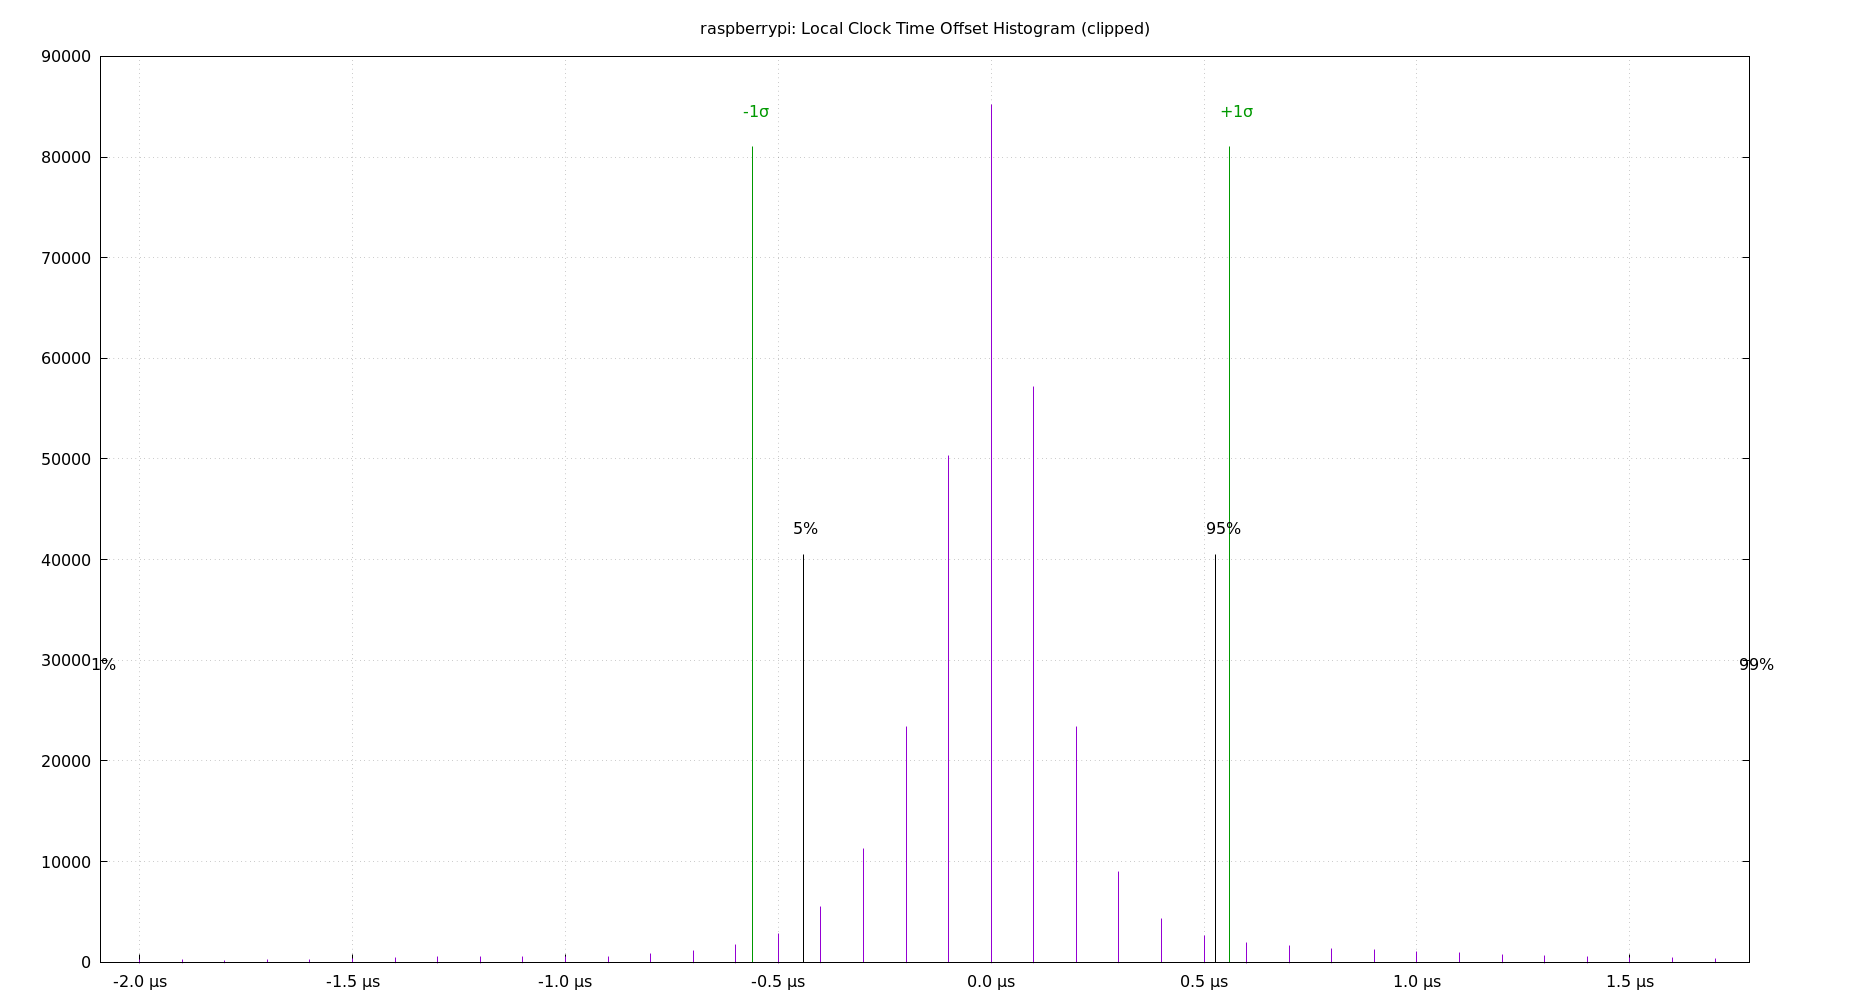 raspberrypi: Local Clock Time Offset Histogram (clipped)
90000
-1σ
+1σ
80000
70000
60000
50000
5%
95%
40000
30000
1%
99%
20000
10000
0
-2.0 µs
-1.5 µs
-1.0 µs
-0.5 µs
0.0 µs
0.5 µs
1.0 µs
1.5 µs